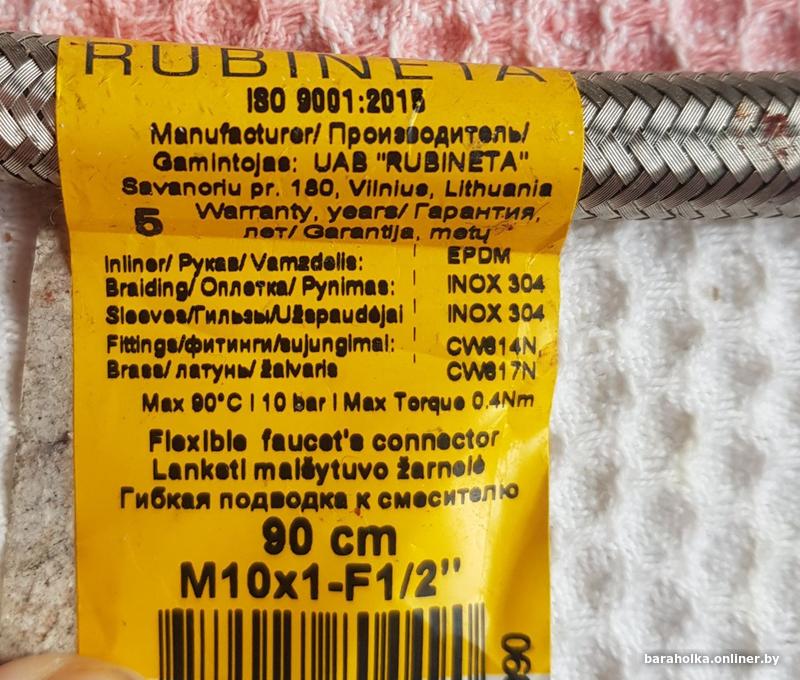 RUBINETA
ISO 9001:2015
Manufacturer/ Производитель/
Gamintojas: UAB "RUBINETA"
Savanoriu pr. 180, Vilnius, Lithuania
5 Warranty, years/ Гарантия,
лет/ Garantija, metų
Inliner/ Рукав/ Vamzdelis: EPDM
Braiding/ Оплетка/ Pynimas: INOX 304
Sleeves/Гильзы/Užspaudėjai INOX 304
Fittings/фитинги/sujungimai: CW614N,
Brass/ латунь/ žalvaris CW617N
Max 90°C | 10 bar | Max Torque 0.4Nm
Flexible faucet's connector
Lanksti maišytuvo žarnelė
Гибкая подводка к смесителю
90 cm
M10x1-F1/2"
baraholka.onliner.by